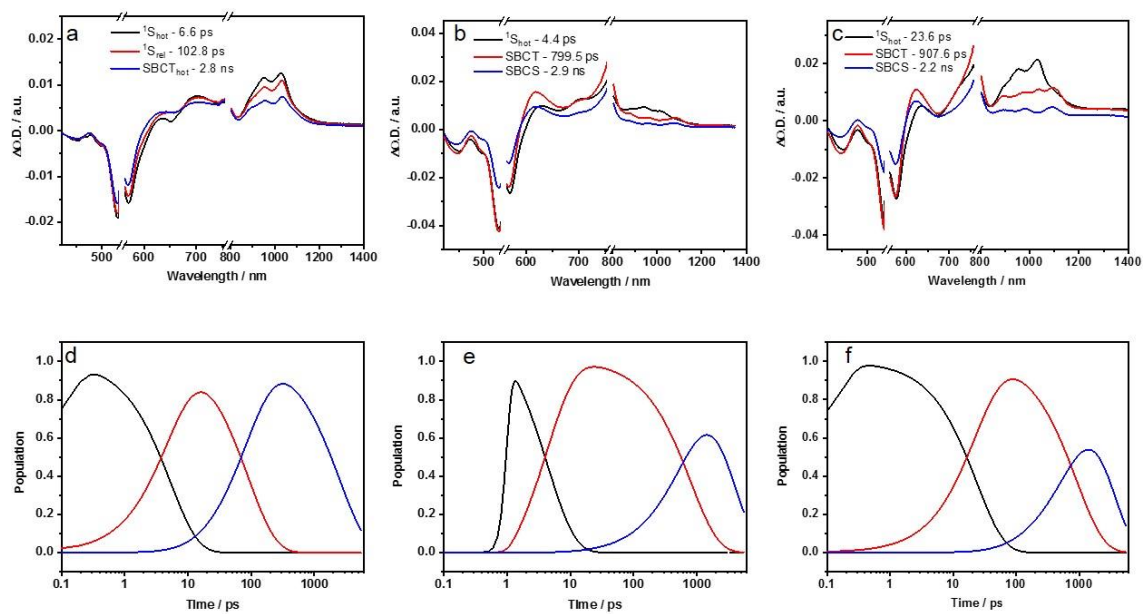 a
¹S_hot - 6.6 ps
¹S_rel - 102.8 ps
SBCT_hot - 2.8 ns
ΔO.D. / a.u.
0.02
0.01
0.00
-0.01
-0.02
500 600 700 800 1000 1200 1400
Wavelength / nm
b
¹S_hot - 4.4 ps
SBCT - 799.5 ps
SBCS - 2.9 ns
ΔO.D. / a.u.
0.04
0.02
0.00
-0.02
-0.04
500 600 700 800 1000 1200 1400
Wavelength / nm
c
¹S_hot - 23.6 ps
SBCT - 907.6 ps
SBCS - 2.2 ns
ΔO.D. / a.u.
0.04
0.02
0.00
-0.02
-0.04
500 600 700 800 1000 1200 1400
Wavelength / nm
d
Population
1.0
0.8
0.6
0.4
0.2
0.0
0.1 1 10 100 1000
Time / ps
e
Population
1.0
0.8
0.6
0.4
0.2
0.0
0.1 1 10 100 1000
Time / ps
f
Population
1.0
0.8
0.6
0.4
0.2
0.0
0.1 1 10 100 1000
Time / ps